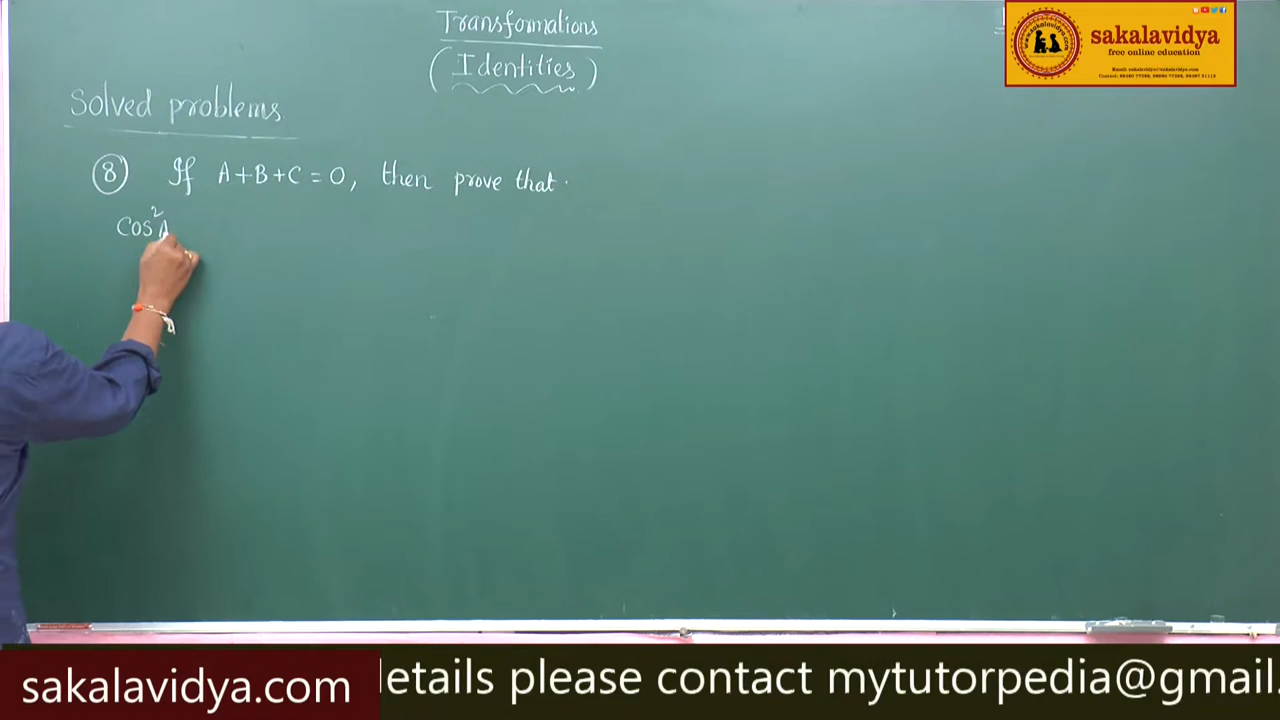 Transformations
(Identities)
sakalavidya
free online education
Solved problems
8 If A+B+C = 0, then prove that.
cos²A
sakalavidya.com
details please contact mytutorpedia@gmail.